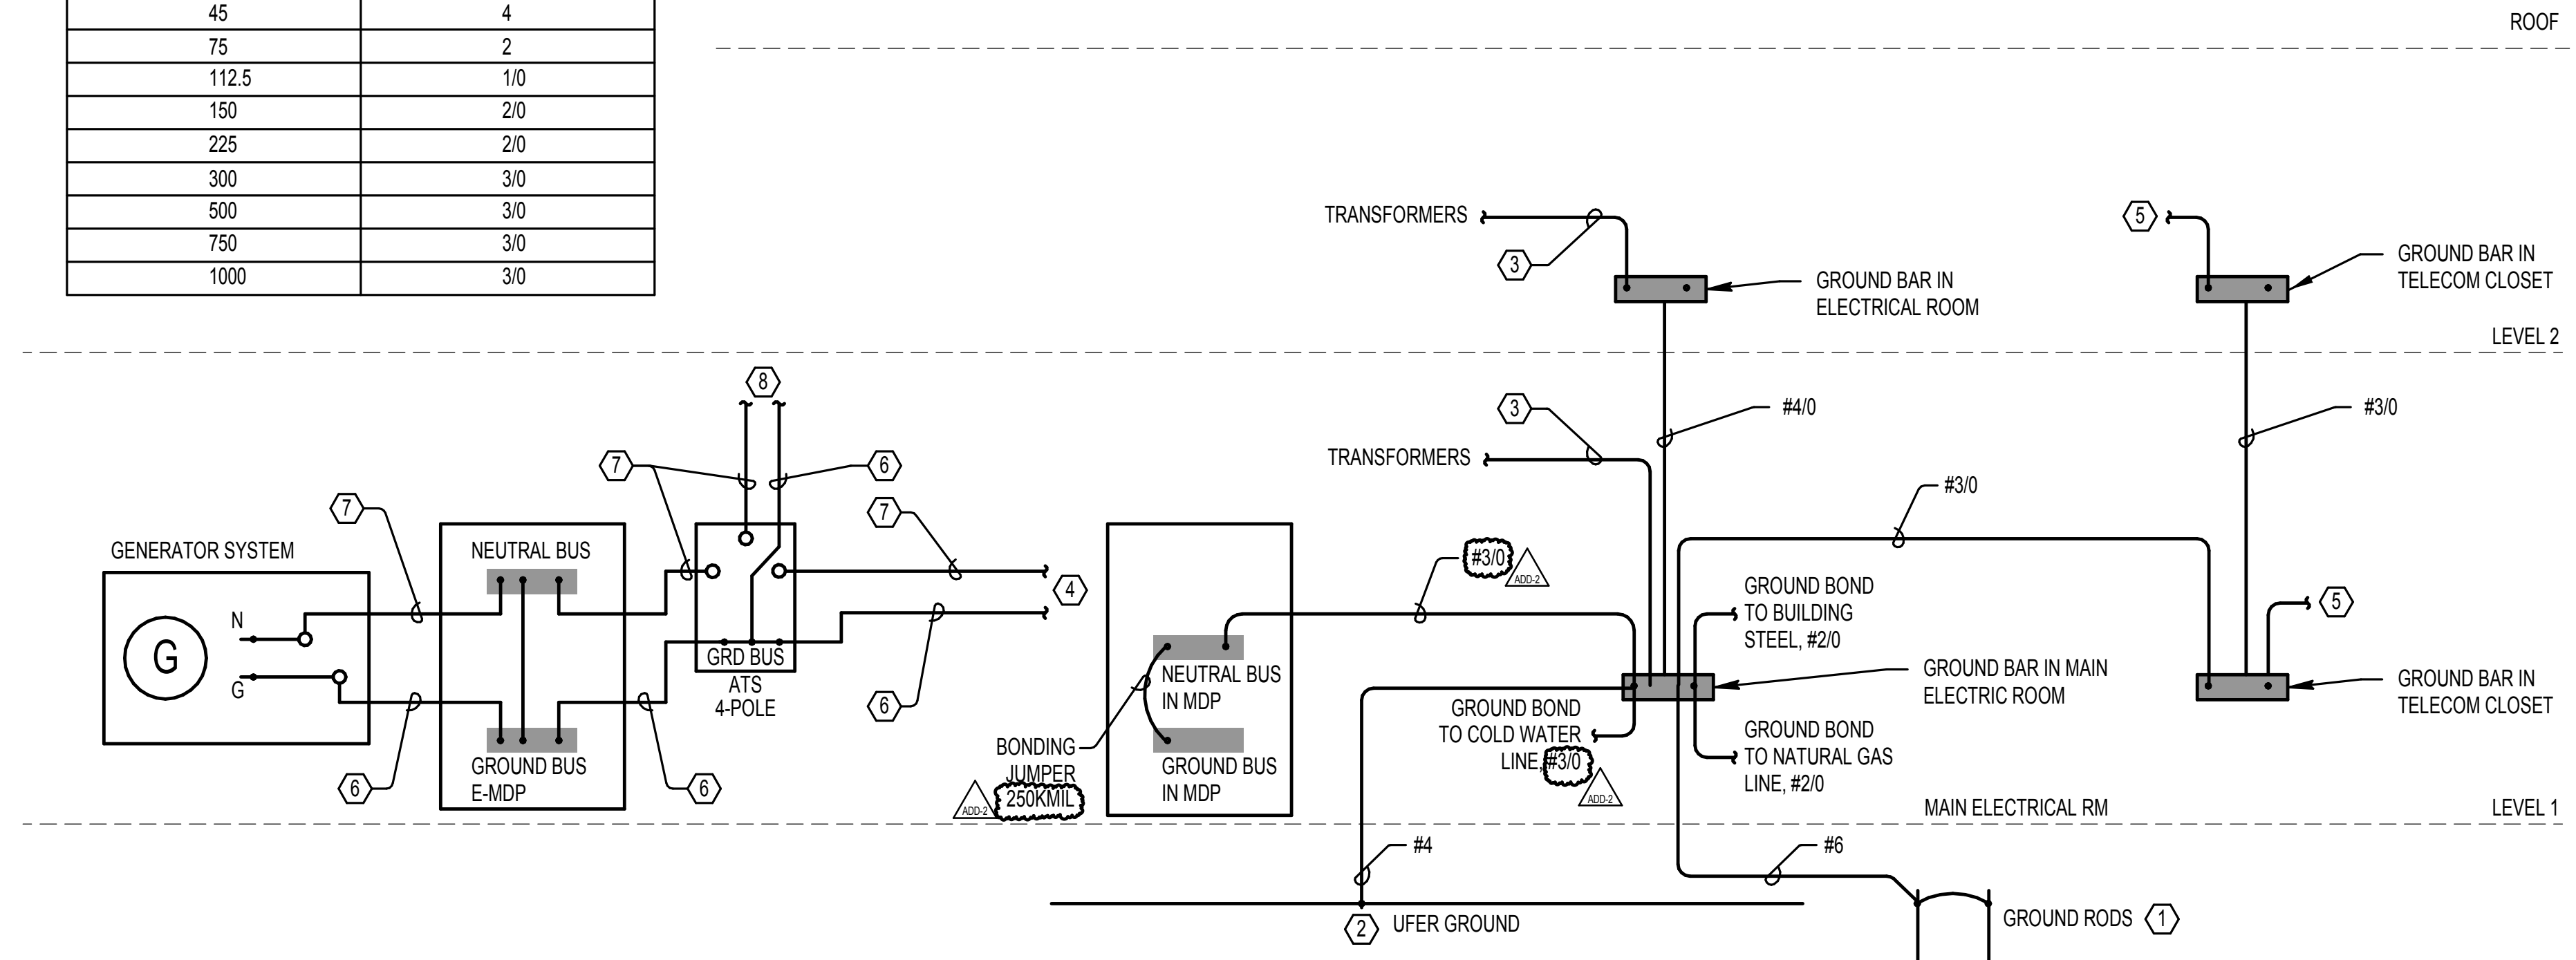 45 4
75 2
112.5 1/0
150 2/0
225 2/0
300 3/0
500 3/0
750 3/0
1000 3/0
ROOF
TRANSFORMERS
3
GROUND BAR IN
ELECTRICAL ROOM
5
GROUND BAR IN
TELECOM CLOSET
LEVEL 2
8
7
6
7
7
GENERATOR SYSTEM
N
G
G
NEUTRAL BUS
GROUND BUS
E-MDP
6
6
GRD BUS
ATS
4-POLE
4
6
3
TRANSFORMERS
#4/0
#3/0
#3/0
#3/0
ADD-2
NEUTRAL BUS
IN MDP
GROUND BUS
IN MDP
BONDING
JUMPER
250KMIL
ADD-2
GROUND BOND
TO BUILDING
STEEL, #2/0
GROUND BOND
TO COLD WATER
LINE, #3/0
ADD-2
GROUND BAR IN MAIN
ELECTRIC ROOM
GROUND BOND
TO NATURAL GAS
LINE, #2/0
5
GROUND BAR IN
TELECOM CLOSET
MAIN ELECTRICAL RM
LEVEL 1
#4
#6
2
UFER GROUND
GROUND RODS
1